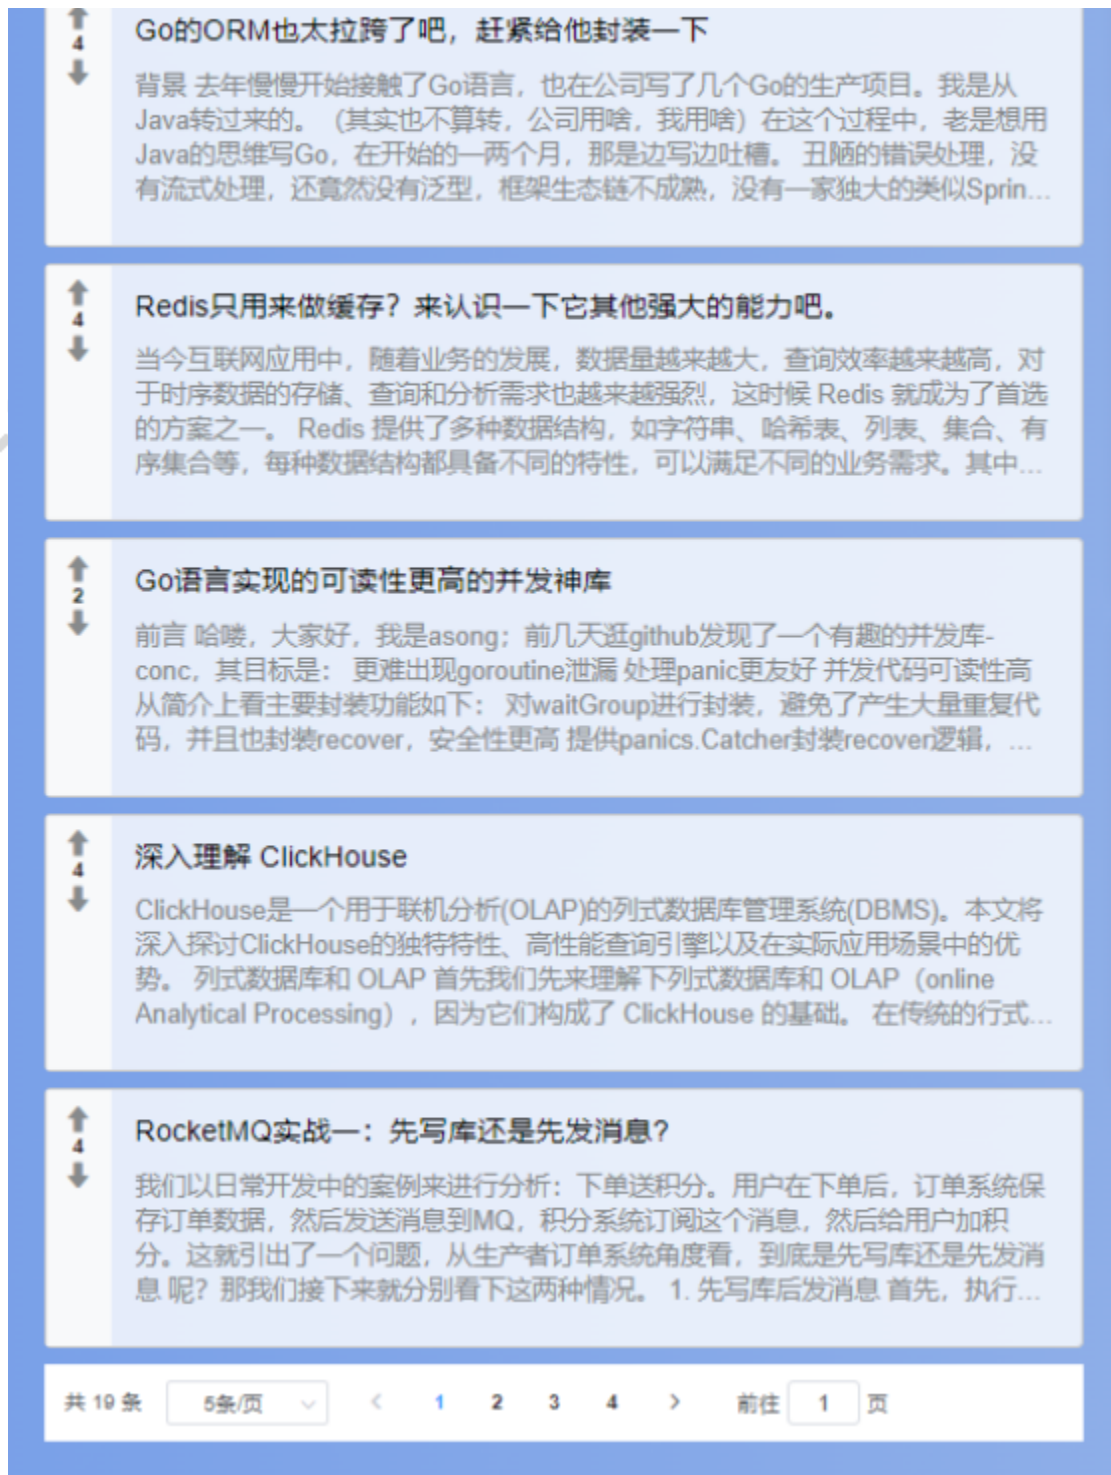 4
Go的ORM也太拉跨了吧，赶紧给他封装一下
背景 去年慢慢开始接触了Go语言，也在公司写了几个Go的生产项目。我是从
Java转过来的。（其实也不算转，公司用啥，我用啥）在这个过程中，老是想用
Java的思维写Go，在开始的一两个月，那是边写边吐槽。 丑陋的错误处理，没
有流式处理，还竟然没有泛型，框架生态链不成熟，没有一家独大的类似Sprin...
4
Redis只用来做缓存？来认识一下它其他强大的能力吧。
当今互联网应用中，随着业务的发展，数据量越来越大，查询效率越来越高，对
于时序数据的存储、查询和分析需求也越来越强烈，这时候 Redis 就成为了首选
的方案之一。 Redis 提供了多种数据结构，如字符串、哈希表、列表、集合、有
序集合等，每种数据结构都具备不同的特性，可以满足不同的业务需求。其中...
2
Go语言实现的可读性更高的并发神库
前言 哈喽，大家好，我是asong；前几天逛github发现了一个有趣的并发库-
conc，其目标是： 更难出现goroutine泄漏 处理panic更友好 并发代码可读性高
从简介上看主要封装功能如下： 对waitGroup进行封装，避免了产生大量重复代
码，并且也封装recover，安全性更高 提供panics.Catcher封装recover逻辑，...
4
深入理解 ClickHouse
ClickHouse是一个用于联机分析(OLAP)的列式数据库管理系统(DBMS)。本文将
深入探讨ClickHouse的独特特性、高性能查询引擎以及在实际应用场景中的优
势。 列式数据库和 OLAP 首先我们先来理解下列式数据库和 OLAP（online
Analytical Processing），因为它们构成了 ClickHouse 的基础。 在传统的行式...
4
RocketMQ实战一：先写库还是先发消息?
我们以日常开发中的案例来进行分析：下单送积分。用户在下单后，订单系统保
存订单数据，然后发送消息到MQ，积分系统订阅这个消息，然后给用户加积
分。这就引出了一个问题，从生产者订单系统角度看，到底是先写库还是先发消
息 呢？那我们接下来就分别看下这两种情况。 1. 先写库后发消息 首先，执行...
共 19 条 5条/页 1 2 3 4 前往 1 页